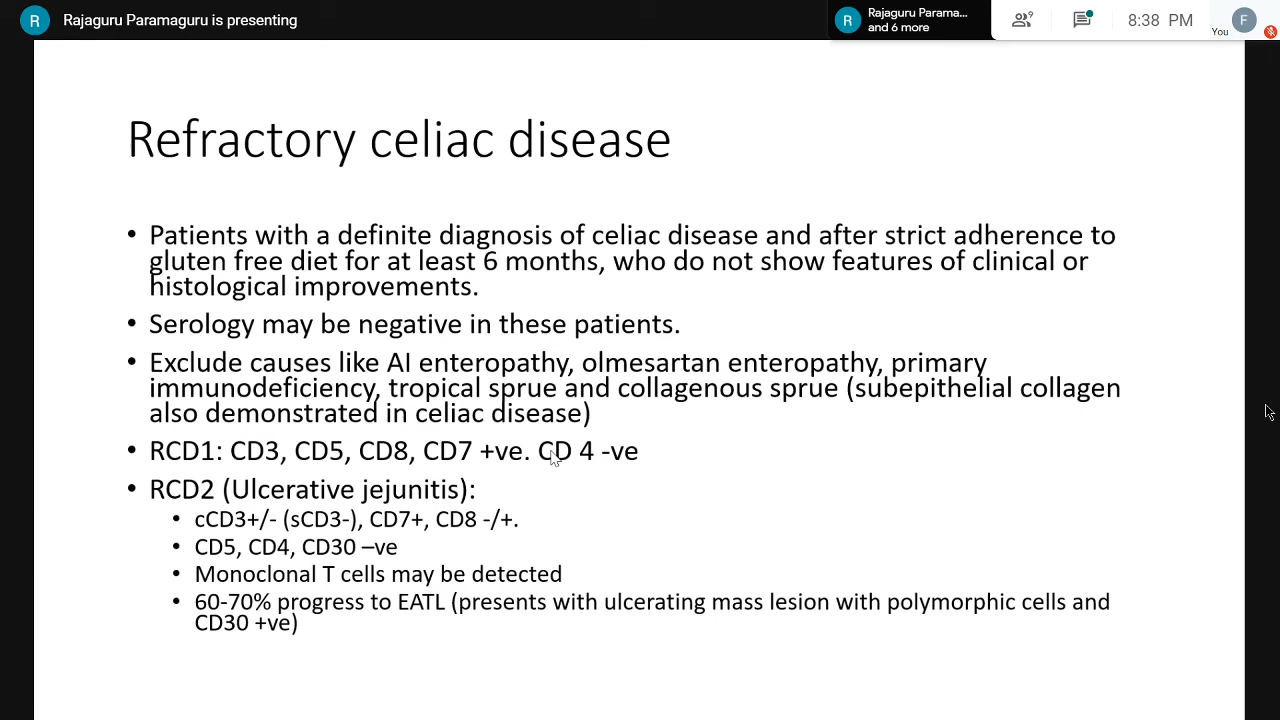 R Rajaguru Paramaguru is presenting
R Rajaguru Parama...
and 6 more
9
8:38 PM
You
F
Refractory celiac disease
• Patients with a definite diagnosis of celiac disease and after strict adherence to
gluten free diet for at least 6 months, who do not show features of clinical or
histological improvements.
• Serology may be negative in these patients.
• Exclude causes like AI enteropathy, olmesartan enteropathy, primary
immunodeficiency, tropical sprue and collagenous sprue (subepithelial collagen
also demonstrated in celiac disease)
• RCD1: CD3, CD5, CD8, CD7 +ve. CD 4 -ve
• RCD2 (Ulcerative jejunitis):
• cCD3+/- (sCD3-), CD7+, CD8 -/+.
• CD5, CD4, CD30 –ve
• Monoclonal T cells may be detected
• 60-70% progress to EATL (presents with ulcerating mass lesion with polymorphic cells and
CD30 +ve)